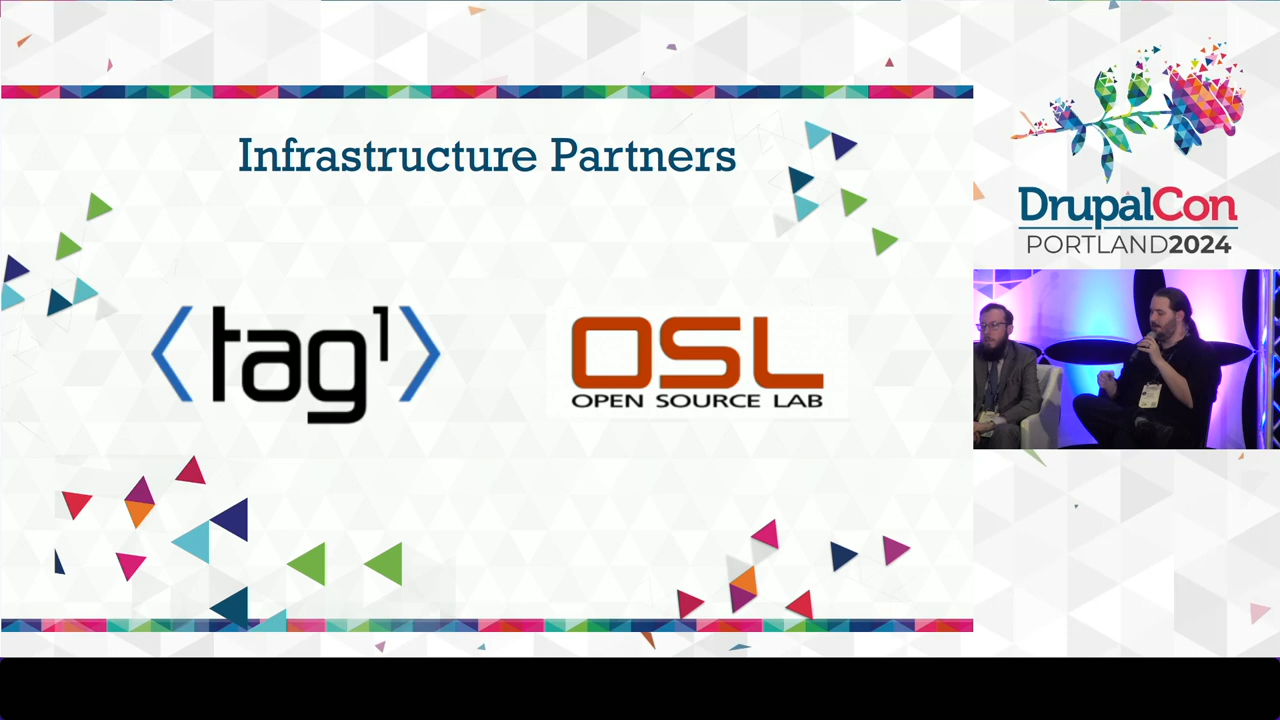 Infrastructure Partners
<tag1>
OSL
OPEN SOURCE LAB
DrupalCon
PORTLAND2024